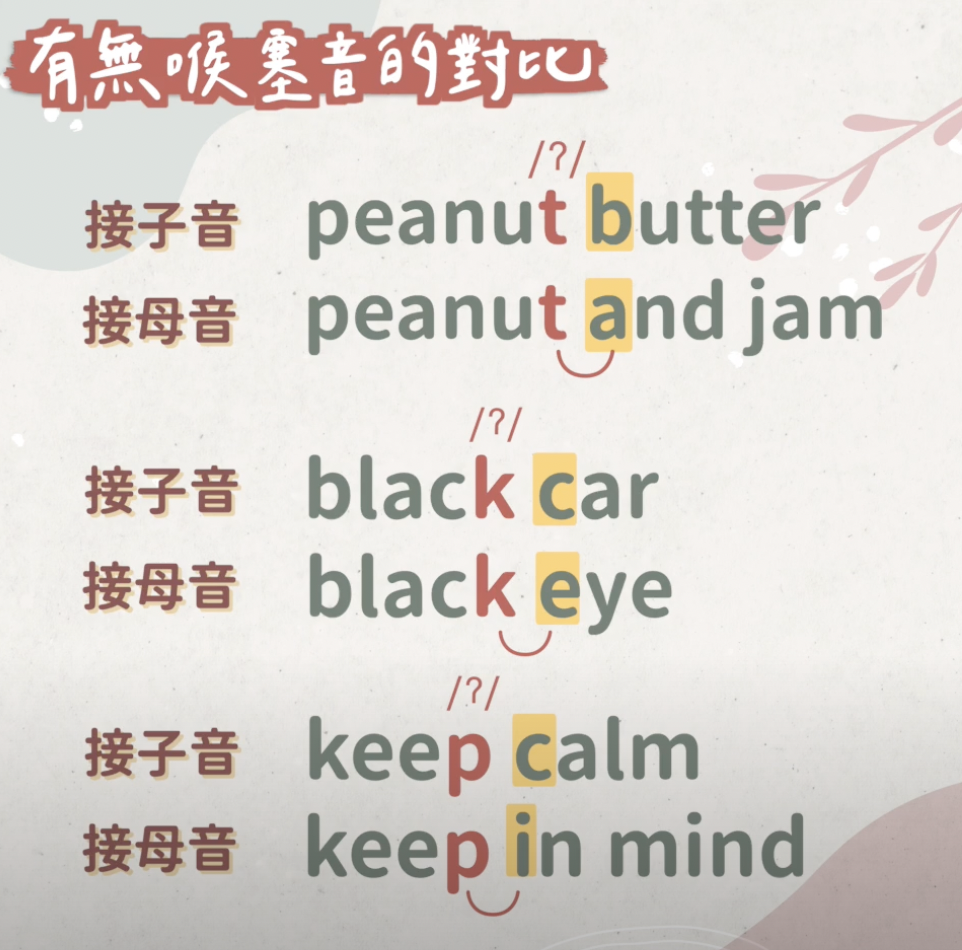 有無喉塞音的對比
/ʔ/
接子音 peanut butter
接母音 peanut and jam
/ʔ/
接子音 black car
接母音 black eye
/ʔ/
接子音 keep calm
接母音 keep in mind